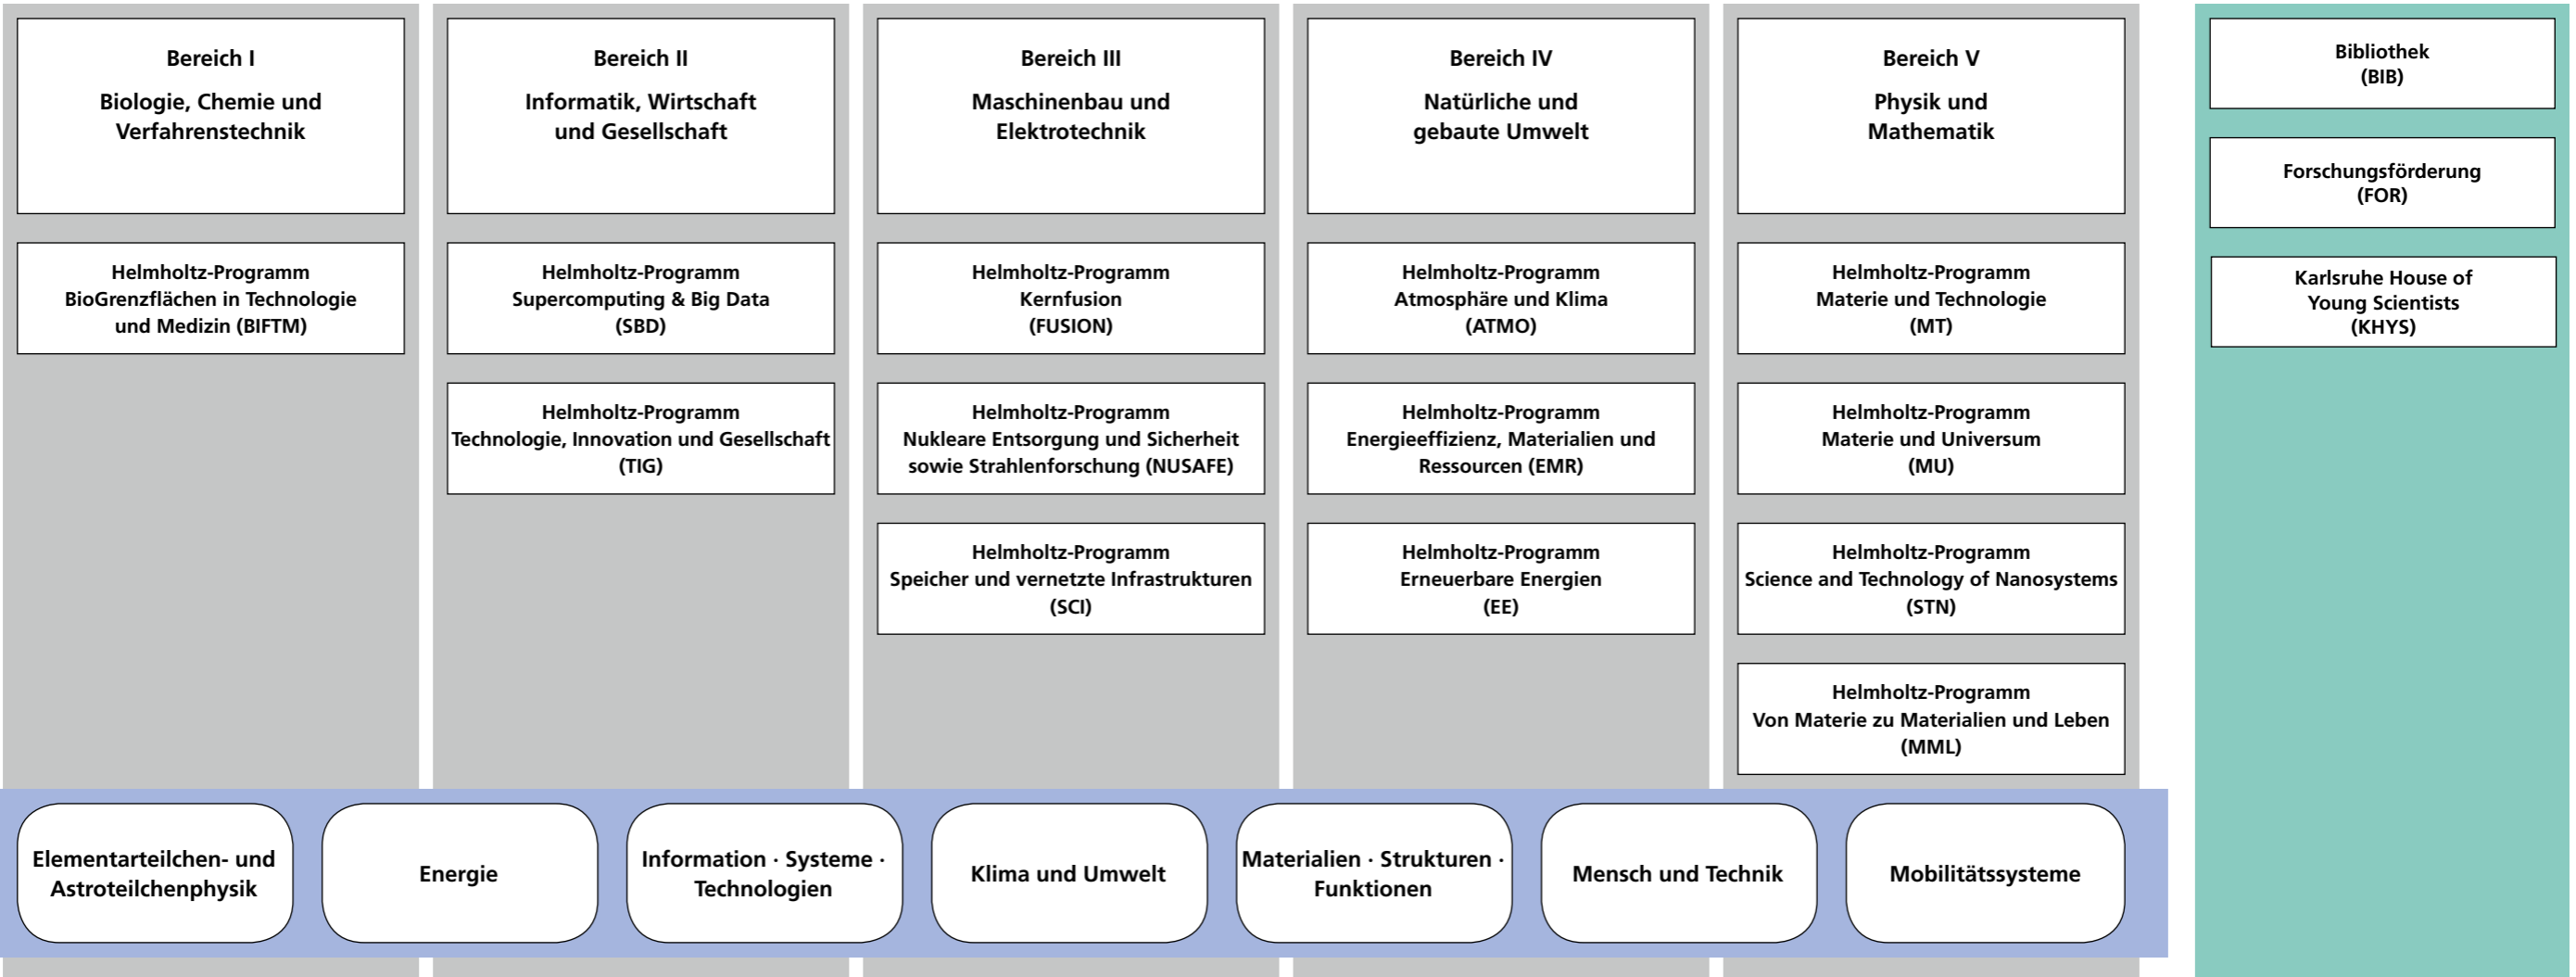 Bereich I
Biologie, Chemie und
Verfahrenstechnik
Helmholtz-Programm
BioGrenzflächen in Technologie
und Medizin (BIFTM)
Bereich II
Informatik, Wirtschaft
und Gesellschaft
Helmholtz-Programm
Supercomputing & Big Data
(SBD)
Helmholtz-Programm
Technologie, Innovation und Gesellschaft
(TIG)
Bereich III
Maschinenbau und
Elektrotechnik
Helmholtz-Programm
Kernfusion
(FUSION)
Helmholtz-Programm
Nukleare Entsorgung und Sicherheit
sowie Strahlenforschung (NUSAFE)
Helmholtz-Programm
Speicher und vernetzte Infrastrukturen
(SCI)
Bereich IV
Natürliche und
gebaute Umwelt
Helmholtz-Programm
Atmosphäre und Klima
(ATMO)
Helmholtz-Programm
Energieeffizienz, Materialien und
Ressourcen (EMR)
Helmholtz-Programm
Erneuerbare Energien
(EE)
Bereich V
Physik und
Mathematik
Helmholtz-Programm
Materie und Technologie
(MT)
Helmholtz-Programm
Materie und Universum
(MU)
Helmholtz-Programm
Science and Technology of Nanosystems
(STN)
Helmholtz-Programm
Von Materie zu Materialien und Leben
(MML)
Bibliothek
(BIB)
Forschungsförderung
(FOR)
Karlsruhe House of
Young Scientists
(KHYS)
Elementarteilchen- und
Astroteilchenphysik
Energie
Information · Systeme ·
Technologien
Klima und Umwelt
Materialien · Strukturen ·
Funktionen
Mensch und Technik
Mobilitätssysteme